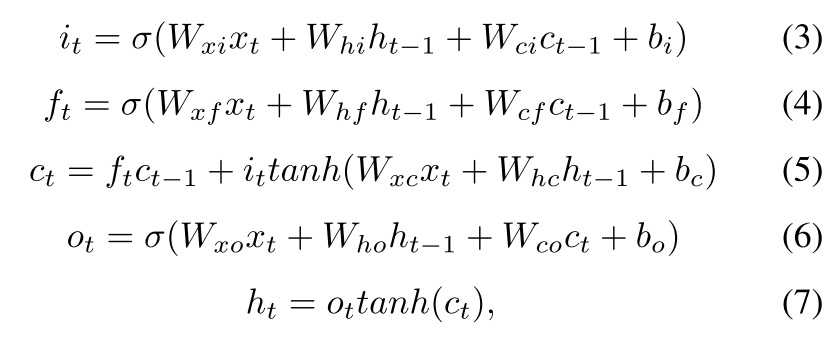 i_t = σ(W_{xi}x_t + W_{hi}h_{t−1} + W_{ci}c_{t−1} + b_i) (3)
f_t = σ(W_{xf}x_t + W_{hf}h_{t−1} + W_{cf}c_{t−1} + b_f) (4)
c_t = f_tc_{t−1} + i_ttanh(W_{xc}x_t + W_{hc}h_{t−1} + b_c) (5)
o_t = σ(W_{xo}x_t + W_{ho}h_{t−1} + W_{co}c_t + b_o) (6)
h_t = o_ttanh(c_t), (7)